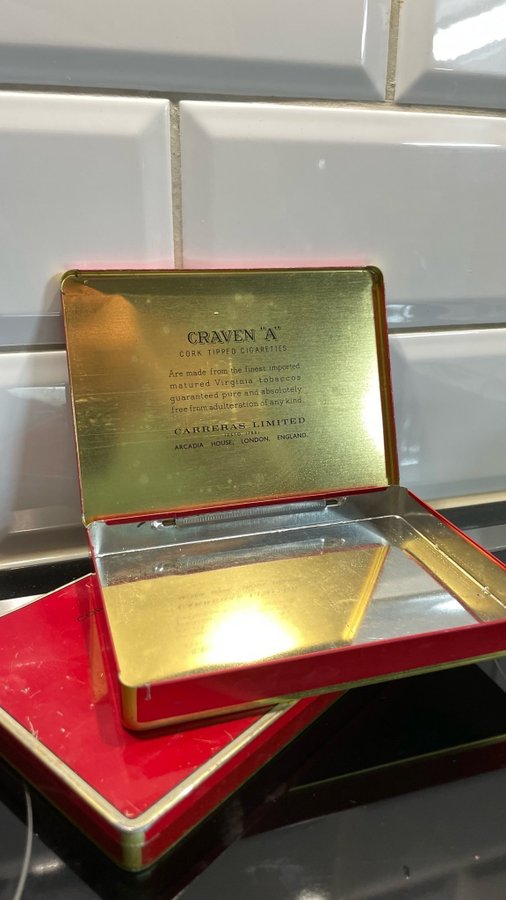 CRAVEN "A"
CORK TIPPED CIGARETTES
Are made from the finest imported
matured Virginia tobaccos
guaranteed pure and absolutely
free from adulteration of any kind.
CARRERAS LIMITED
ARCADIA HOUSE, LONDON, ENGLAND.